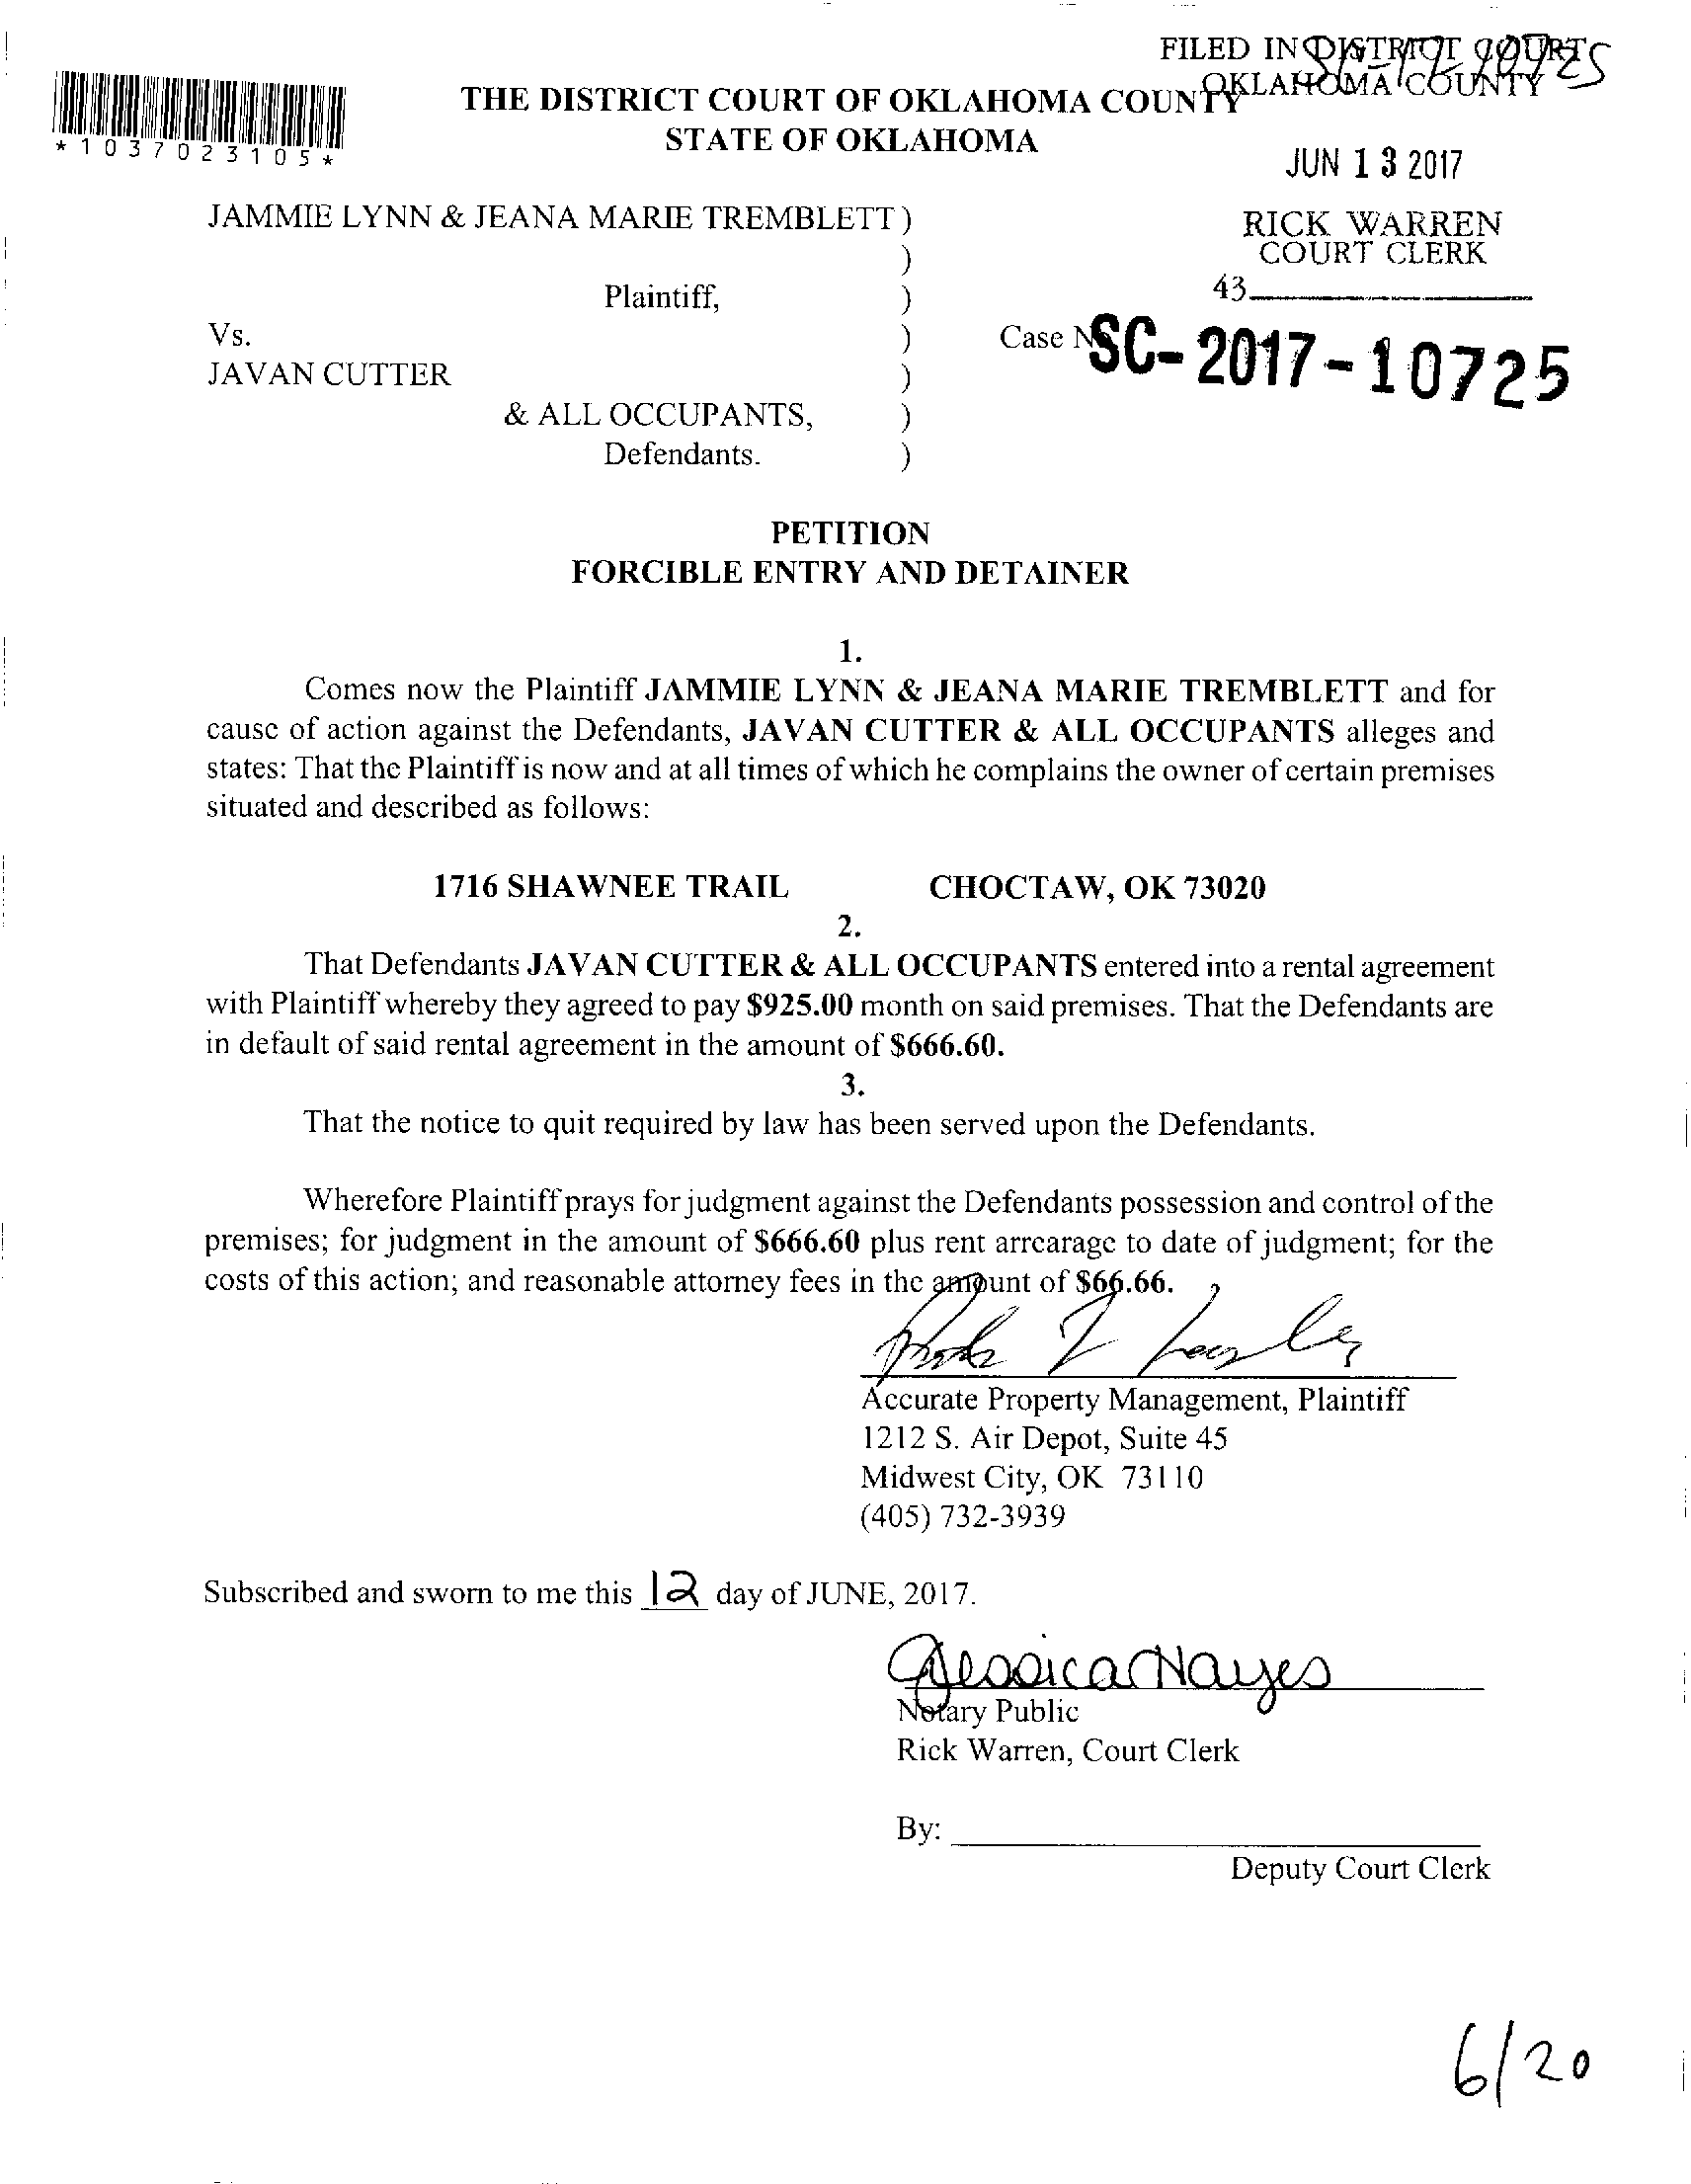 FILED IN DISTRICT COURT
OKLAHOMA COUNTY
*1037023105*
THE DISTRICT COURT OF OKLAHOMA COUNTY
STATE OF OKLAHOMA
JUN 13 2017
RICK WARREN
COURT CLERK
43
JAMMIE LYNN & JEANA MARIE TREMBLETT )
)
Plaintiff, )
Vs. ) Case No SC-2017-10725
JAVAN CUTTER )
& ALL OCCUPANTS, )
Defendants. )
PETITION
FORCIBLE ENTRY AND DETAINER
1.
Comes now the Plaintiff JAMMIE LYNN & JEANA MARIE TREMBLETT and for
cause of action against the Defendants, JAVAN CUTTER & ALL OCCUPANTS alleges and
states: That the Plaintiff is now and at all times of which he complains the owner of certain premises
situated and described as follows:
1716 SHAWNEE TRAIL CHOCTAW, OK 73020
2.
That Defendants JAVAN CUTTER & ALL OCCUPANTS entered into a rental agreement
with Plaintiff whereby they agreed to pay $925.00 month on said premises. That the Defendants are
in default of said rental agreement in the amount of $666.60.
3.
That the notice to quit required by law has been served upon the Defendants.
Wherefore Plaintiff prays for judgment against the Defendants possession and control of the
premises; for judgment in the amount of $666.60 plus rent arrearage to date of judgment; for the
costs of this action; and reasonable attorney fees in the amount of $66.66.
Accurate Property Management, Plaintiff
1212 S. Air Depot, Suite 45
Midwest City, OK 73110
(405) 732-3939
Subscribed and sworn to me this 12 day of JUNE, 2017.
Jessica Hayes
Notary Public
Rick Warren, Court Clerk
By:
Deputy Court Clerk
6/20